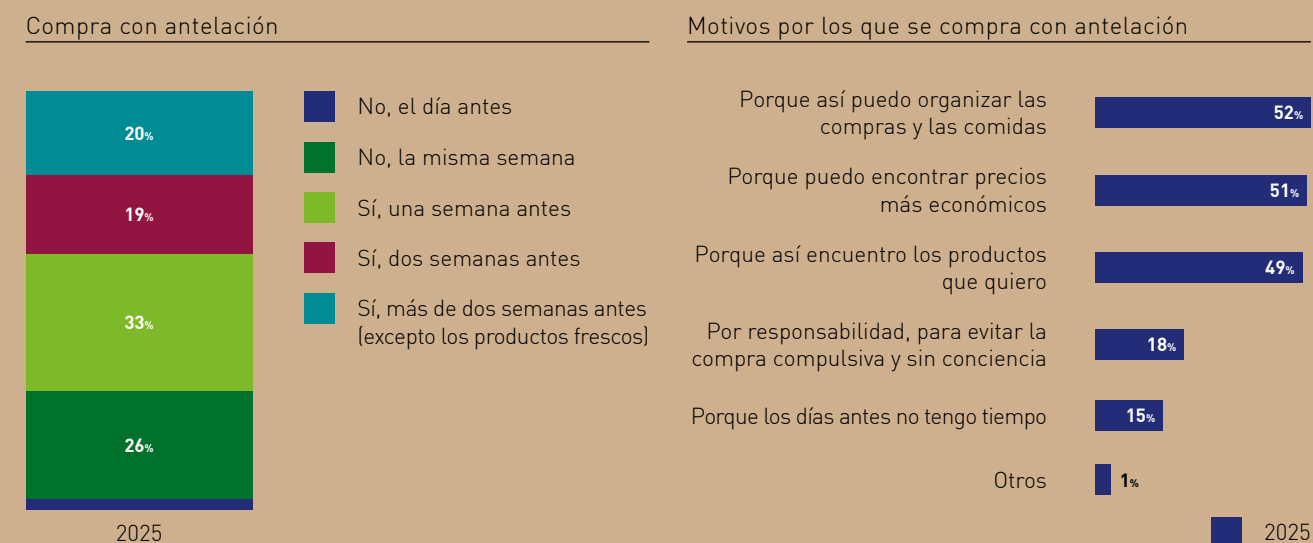 Compra con antelación
20%
19%
33%
26%
2025
No, el día antes
No, la misma semana
Sí, una semana antes
Sí, dos semanas antes
Sí, más de dos semanas antes
(excepto los productos frescos)
Motivos por los que se compra con antelación
Porque así puedo organizar las
compras y las comidas
52%
Porque puedo encontrar precios
más económicos
51%
Porque así encuentro los productos
que quiero
49%
Por responsabilidad, para evitar la
compra compulsiva y sin conciencia
18%
Porque los días antes no tengo tiempo
15%
Otros
1%
2025